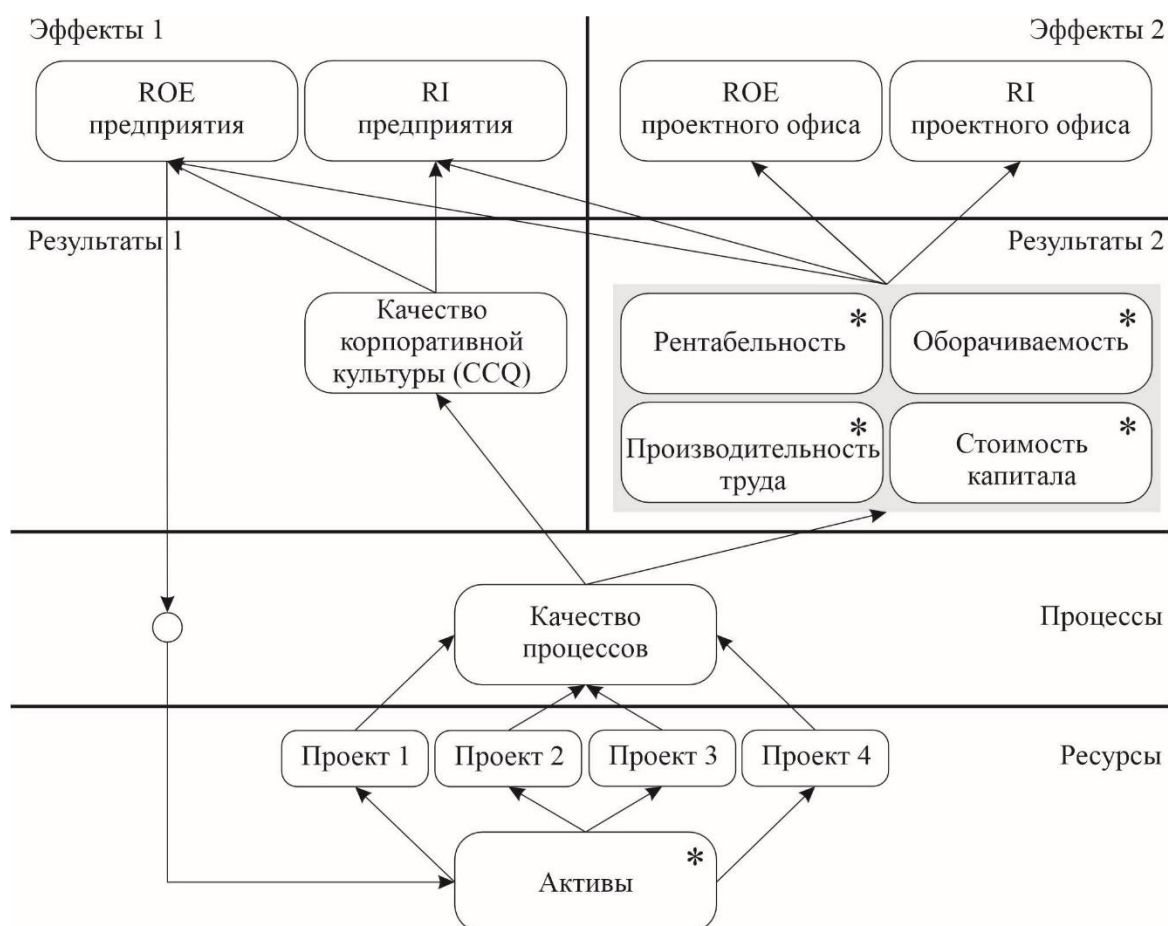 Эффекты 1
Эффекты 2
ROE
предприятия
RI
предприятия
ROE
проектного офиса
RI
проектного офиса
Результаты 1
Результаты 2
Качество
корпоративной
культуры (CCQ)
Рентабельность
*
Оборачиваемость
*
Производительность
труда
*
Стоимость
капитала
*
Качество
процессов
Процессы
Проект 1
Проект 2
Проект 3
Проект 4
Ресурсы
Активы
*